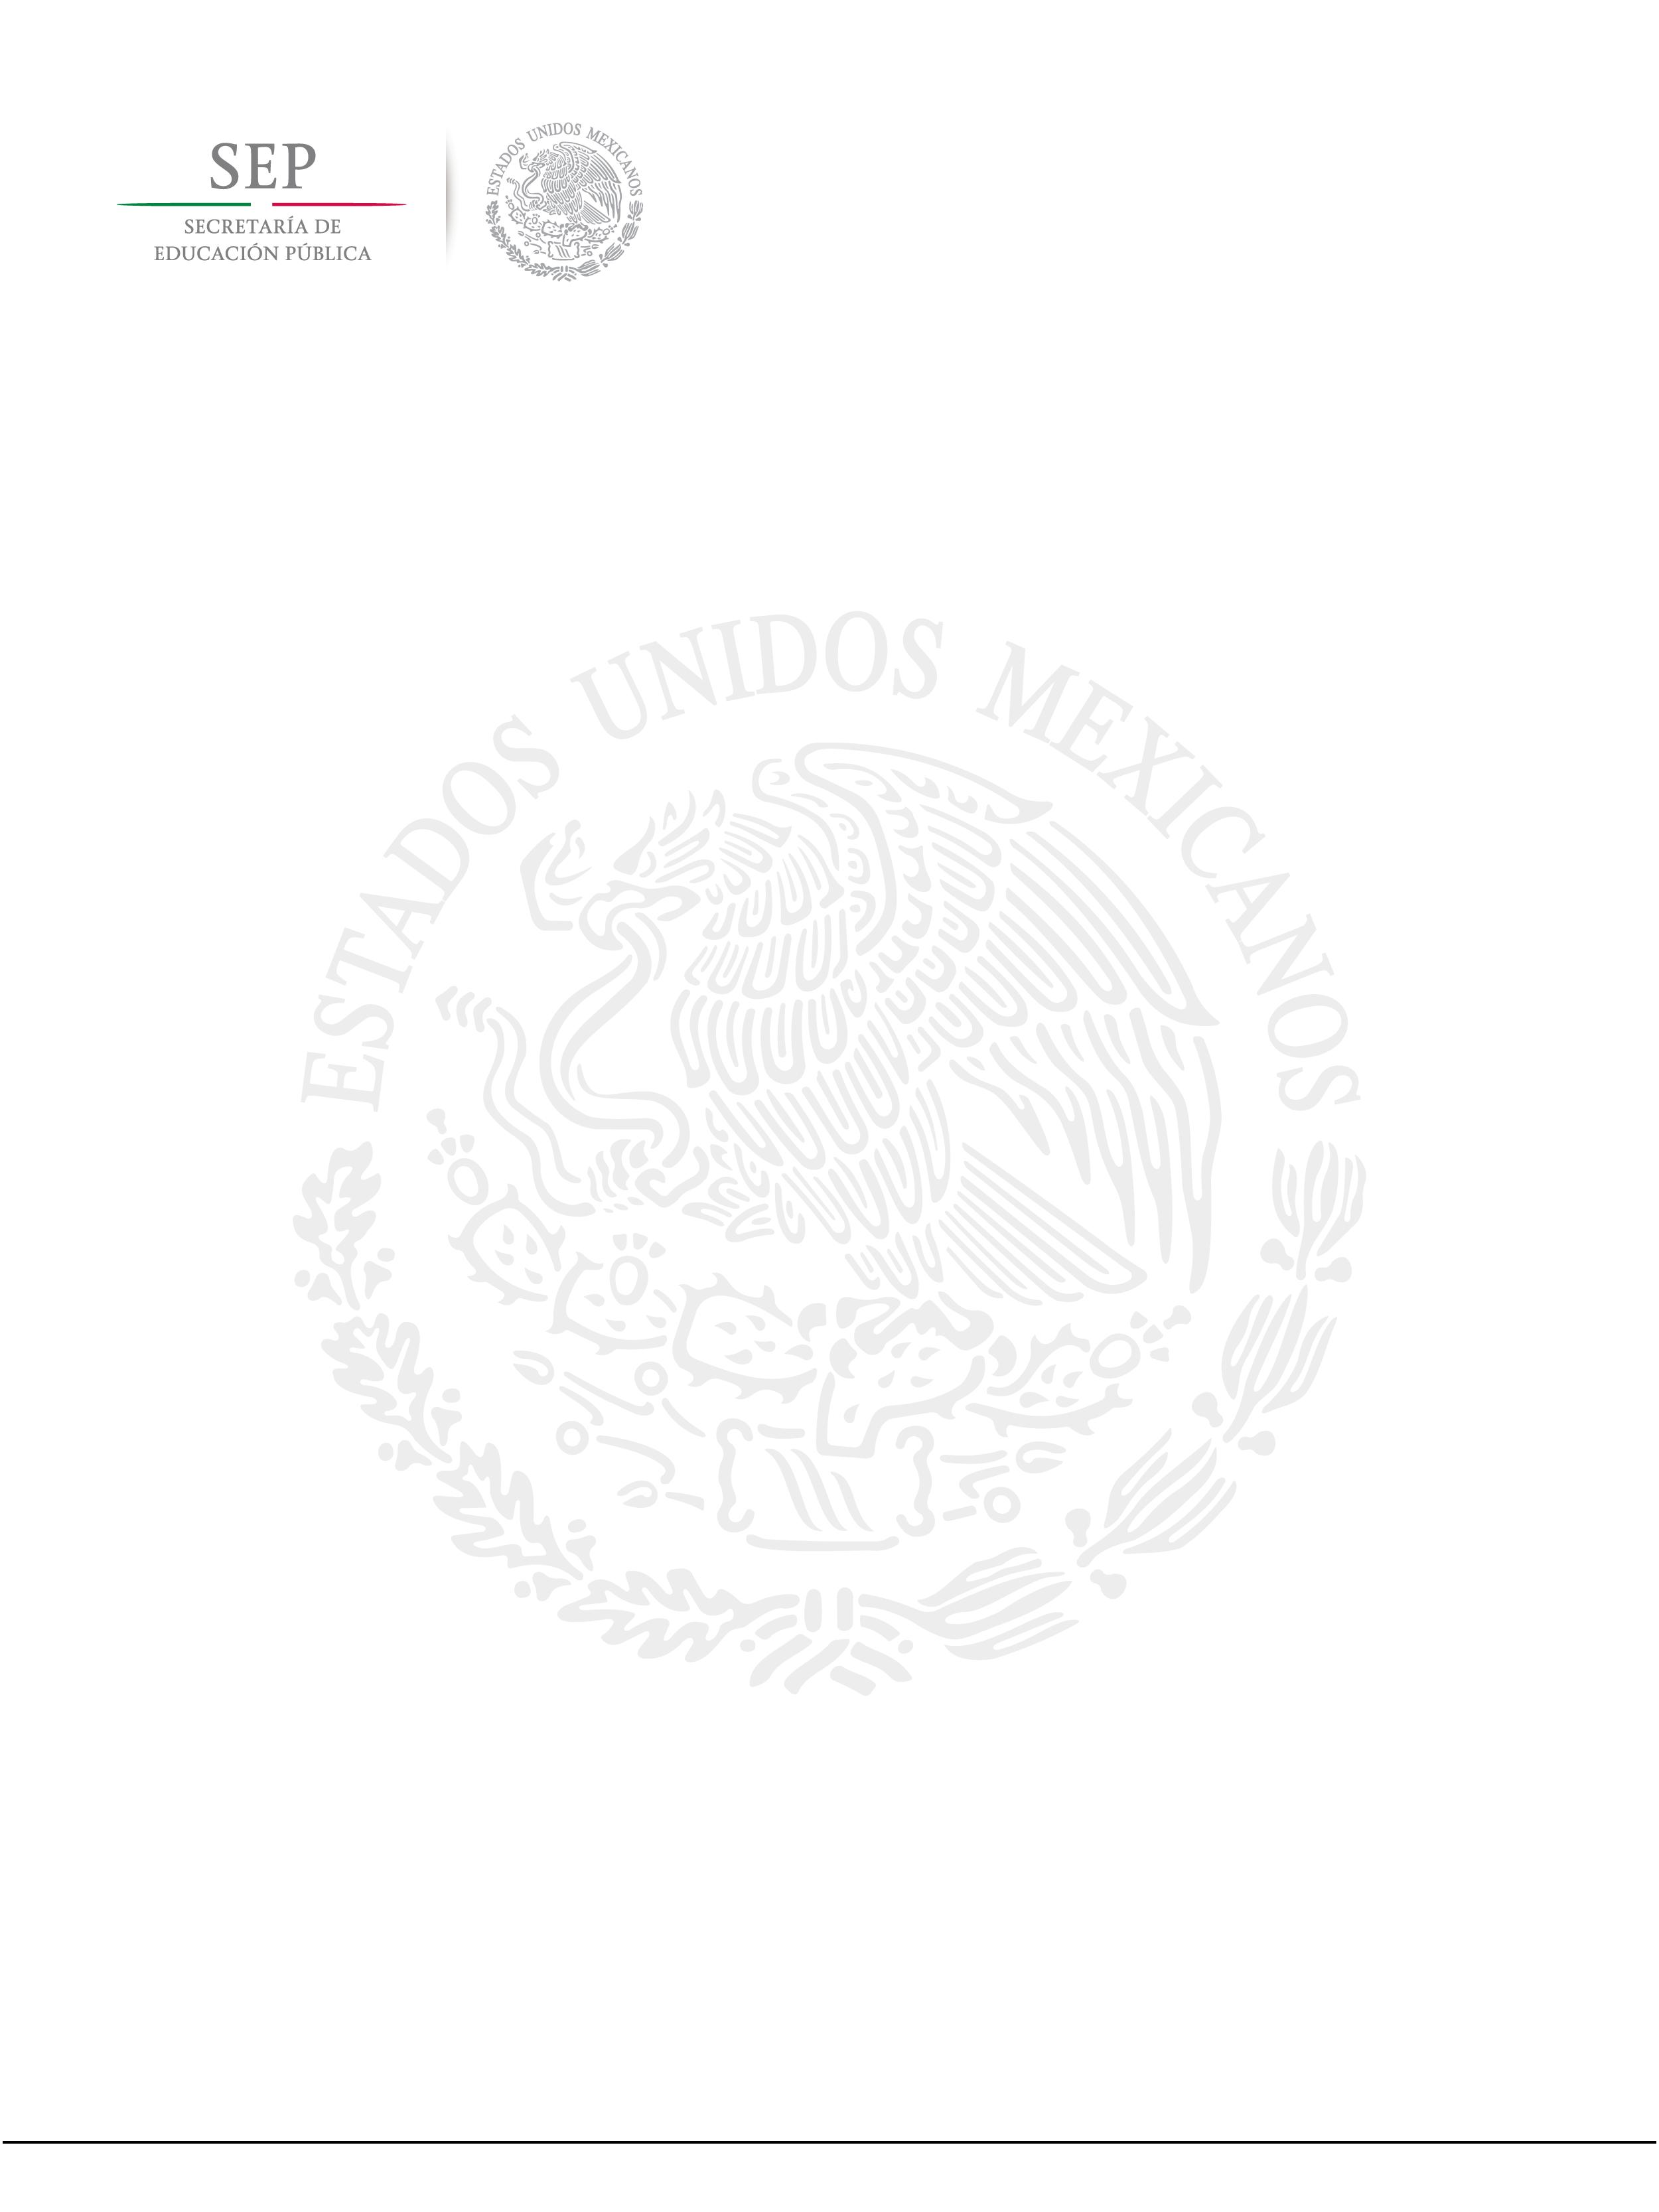 SEP
SECRETARÍA DE
EDUCACIÓN PÚBLICA
ESTADOS UNIDOS MEXICANOS
ESTADOS UNIDOS MEXICANOS